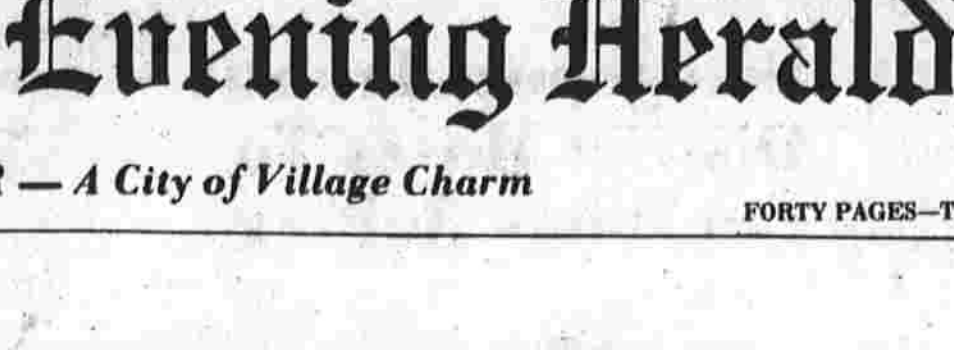 Evening Herald
— A City of Village Charm
FORTY PAGES—T